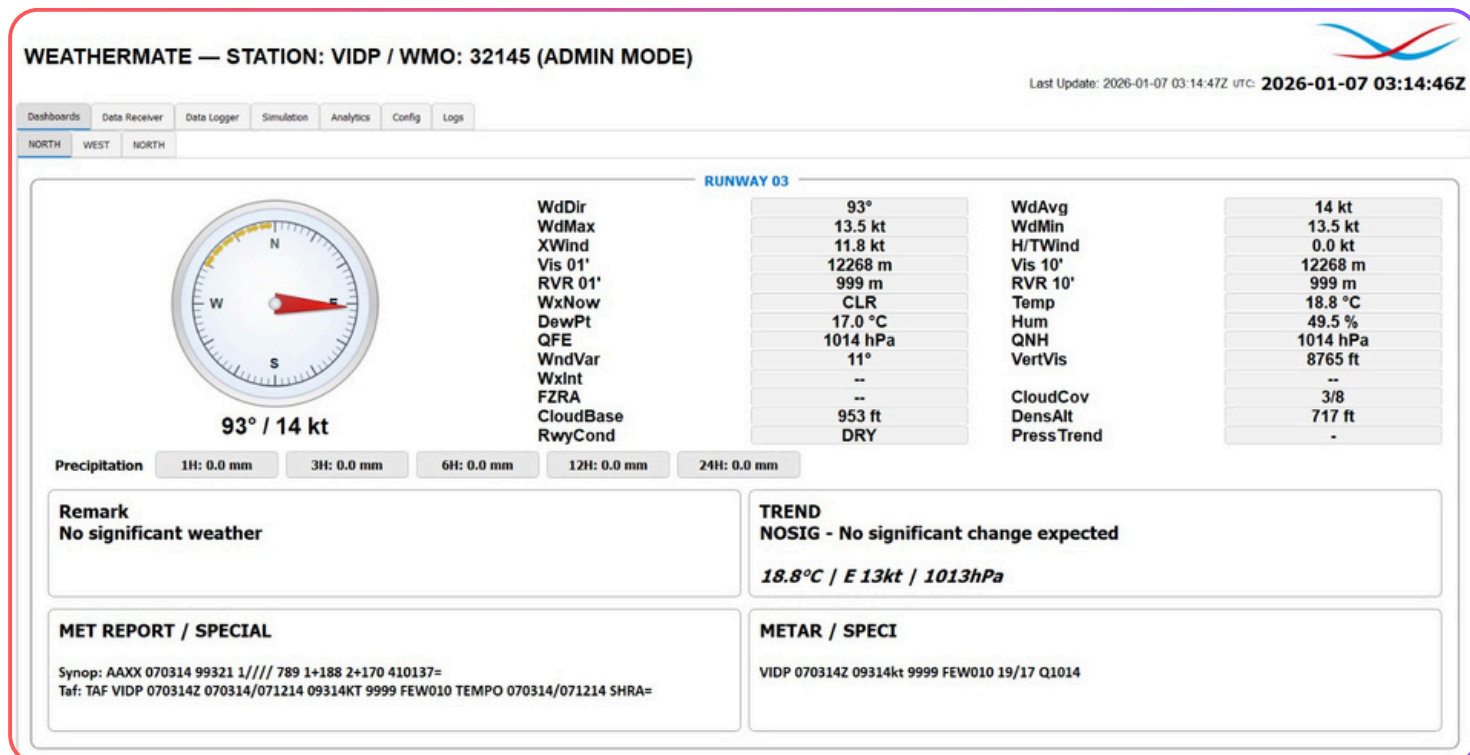 WEATHERMATE — STATION: VIDP / WMO: 32145 (ADMIN MODE)
Last Update: 2026-01-07 03:14:47Z UTC: 2026-01-07 03:14:46Z
Dashboards Data Receiver Data Logger Simulation Analytics Config Logs
NORTH WEST NORTH
RUNWAY 03
N
W E
S
93° / 14 kt
WdDir 93° WdAvg 14 kt
WdMax 13.5 kt WdMin 13.5 kt
XWind 11.8 kt H/TWind 0.0 kt
Vis 01' 12268 m Vis 10' 12268 m
RVR 01' 999 m RVR 10' 999 m
WxNow CLR Temp 18.8 °C
DewPt 17.0 °C Hum 49.5 %
QFE 1014 hPa QNH 1014 hPa
WndVar 11° VertVis 8765 ft
WxInt -- --
FZRA -- CloudCov 3/8
CloudBase 953 ft DensAlt 717 ft
RwyCond DRY PressTrend -
Precipitation 1H: 0.0 mm 3H: 0.0 mm 6H: 0.0 mm 12H: 0.0 mm 24H: 0.0 mm
Remark
No significant weather
TREND
NOSIG - No significant change expected
18.8°C / E 13kt / 1013hPa
MET REPORT / SPECIAL
Synop: AAXX 070314 99321 1//// 789 1+188 2+170 410137=
Taf: TAF VIDP 070314Z 070314/071214 09314KT 9999 FEW010 TEMPO 070314/071214 SHRA=
METAR / SPECI
VIDP 070314Z 09314kt 9999 FEW010 19/17 Q1014